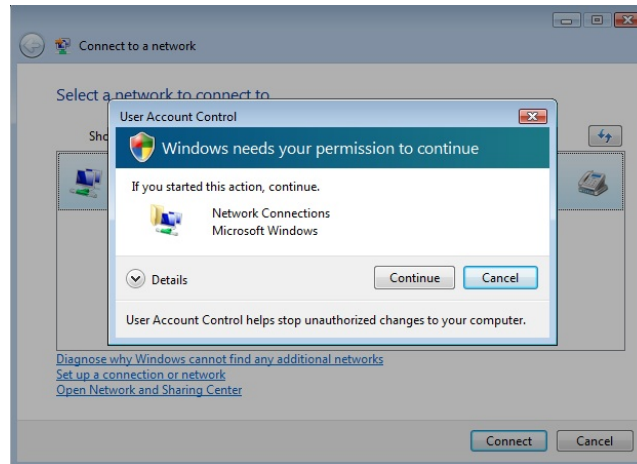 Connect to a network
Select a network to connect to
User Account Control
Windows needs your permission to continue
If you started this action, continue.
Network Connections
Microsoft Windows
Details
Continue
Cancel
User Account Control helps stop unauthorized changes to your computer.
Diagnose why Windows cannot find any additional networks
Set up a connection or network
Open Network and Sharing Center
Connect
Cancel